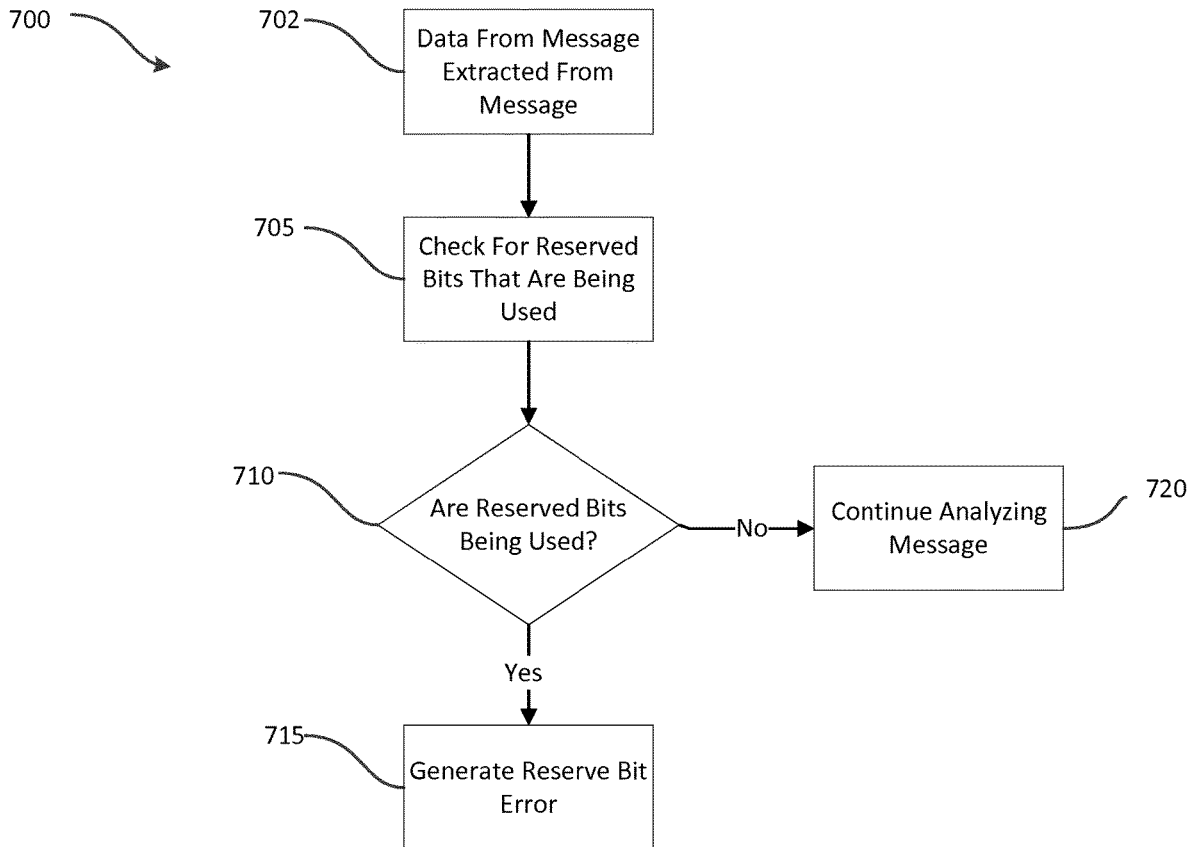 700
702
Data From Message
Extracted From
Message
705
Check For Reserved
Bits That Are Being
Used
710
Are Reserved Bits
Being Used?
No
Continue Analyzing
Message
720
Yes
715
Generate Reserve Bit
Error